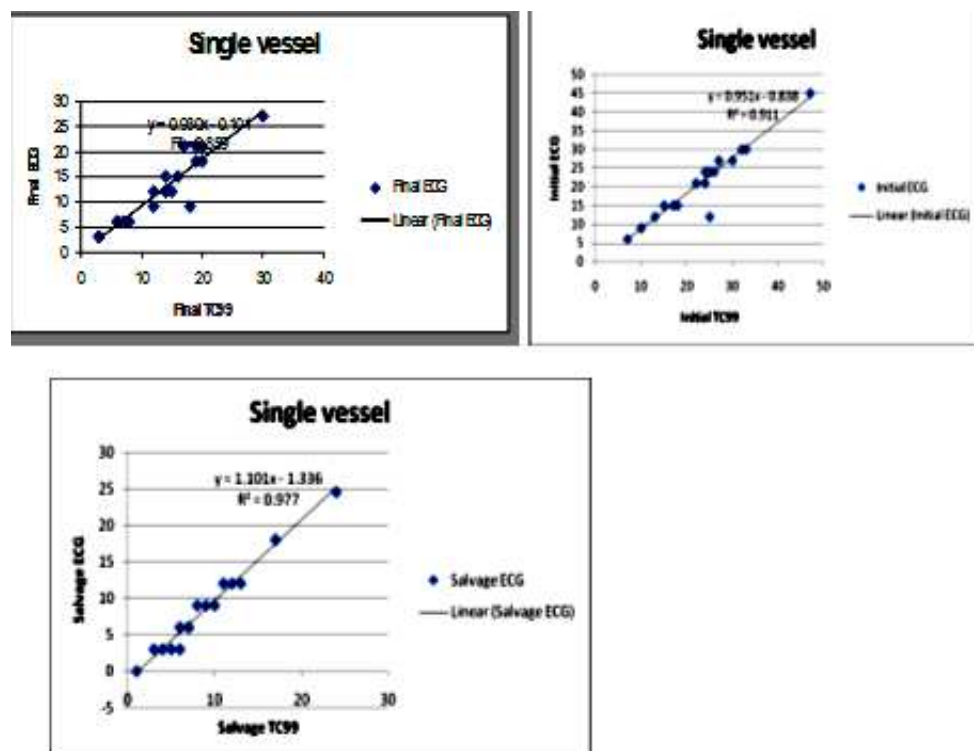 Single vessel
30
25
20
15
10
5
0
Final ECG
0 10 20 30 40
Final TC99
Final ECG
Linear (Final ECG)
Single vessel
50
45
40
35
30
25
20
15
10
5
0
Initial ECG
y = 0.951x - 0.838
R² = 0.911
0 10 20 30 40 50
Initial TC99
Initial ECG
Linear (Initial ECG)
Single vessel
30
25
20
15
10
5
0
-5
Salvage ECG
y = 1.101x - 1.336
R² = 0.977
0 10 20 30
Salvage TC99
Salvage ECG
Linear (Salvage ECG)